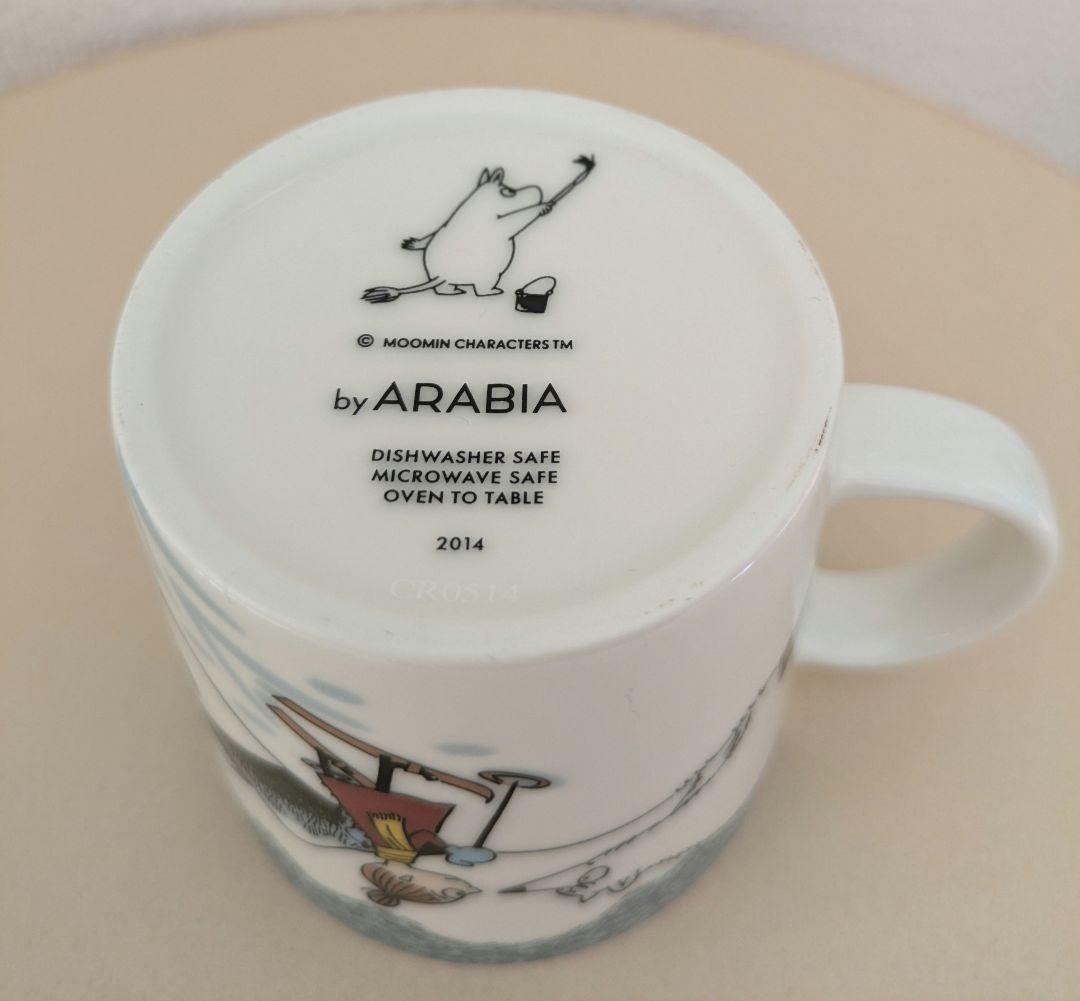 © MOOMIN CHARACTERS TM
by ARABIA
DISHWASHER SAFE
MICROWAVE SAFE
OVEN TO TABLE
2014
CR0514